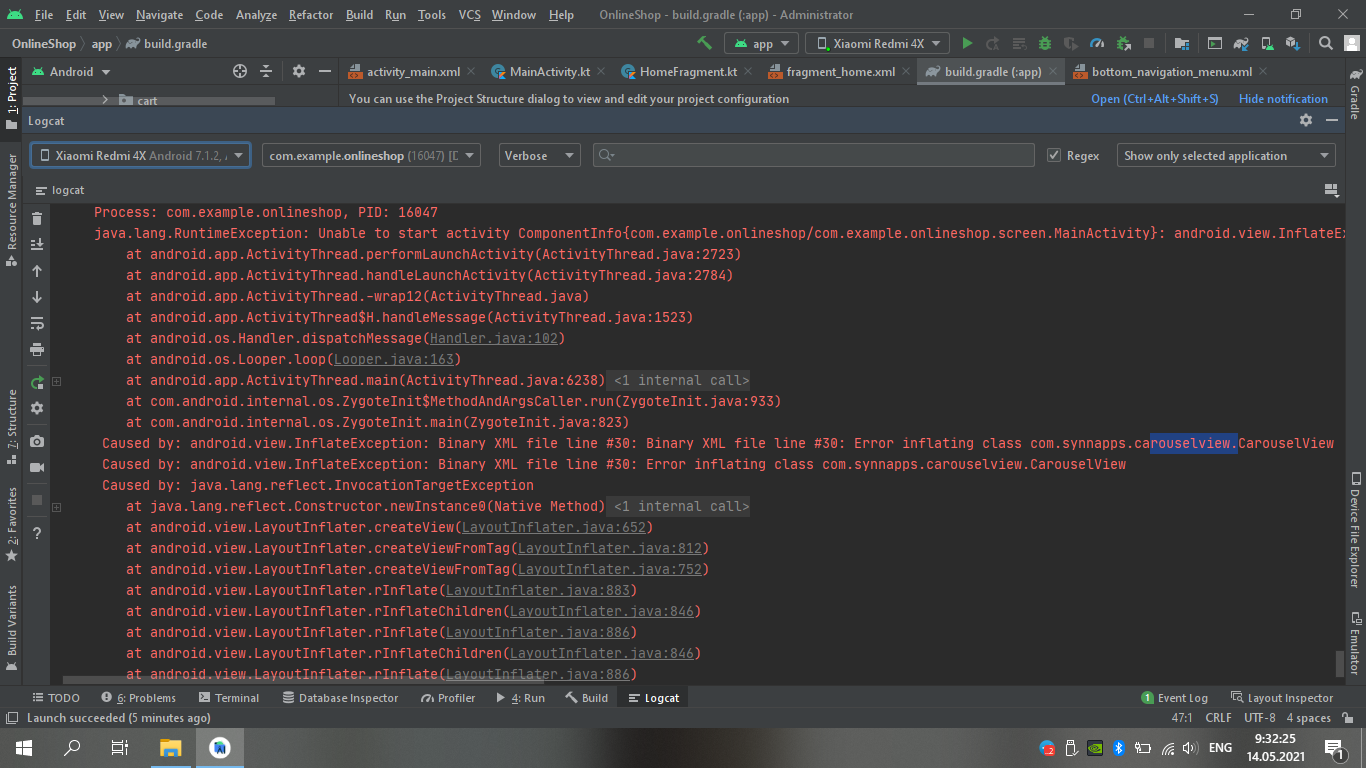 File Edit View Navigate Code Analyze Refactor Build Run Tools VCS Window Help OnlineShop - build.gradle (:app) - Administrator
OnlineShop app build.gradle app Xiaomi Redmi 4X
1: Project
Android activity_main.xml MainActivity.kt HomeFragment.kt fragment_home.xml build.gradle (:app) bottom_navigation_menu.xml
Gradle
cart You can use the Project Structure dialog to view and edit your project configuration Open (Ctrl+Alt+Shift+S) Hide notification
Logcat
Xiaomi Redmi 4X Android 7.1.2, com.example.onlineshop (16047) [ Verbose Regex Show only selected application
Resource Manager
logcat
Process: com.example.onlineshop, PID: 16047
java.lang.RuntimeException: Unable to start activity ComponentInfo{com.example.onlineshop/com.example.onlineshop.screen.MainActivity}: android.view.InflateEx
at android.app.ActivityThread.performLaunchActivity(ActivityThread.java:2723)
at android.app.ActivityThread.handleLaunchActivity(ActivityThread.java:2784)
at android.app.ActivityThread.-wrap12(ActivityThread.java)
at android.app.ActivityThread$H.handleMessage(ActivityThread.java:1523)
at android.os.Handler.dispatchMessage(Handler.java:102)
at android.os.Looper.loop(Looper.java:163)
at android.app.ActivityThread.main(ActivityThread.java:6238) <1 internal call>
at com.android.internal.os.ZygoteInit$MethodAndArgsCaller.run(ZygoteInit.java:933)
at com.android.internal.os.ZygoteInit.main(ZygoteInit.java:823)
Caused by: android.view.InflateException: Binary XML file line #30: Binary XML file line #30: Error inflating class com.synnapps.carouselview.CarouselView
Caused by: android.view.InflateException: Binary XML file line #30: Error inflating class com.synnapps.carouselview.CarouselView
Caused by: java.lang.reflect.InvocationTargetException
at java.lang.reflect.Constructor.newInstance0(Native Method) <1 internal call>
at android.view.LayoutInflater.createView(LayoutInflater.java:652)
at android.view.LayoutInflater.createViewFromTag(LayoutInflater.java:812)
at android.view.LayoutInflater.createViewFromTag(LayoutInflater.java:752)
at android.view.LayoutInflater.rInflate(LayoutInflater.java:883)
at android.view.LayoutInflater.rInflateChildren(LayoutInflater.java:846)
at android.view.LayoutInflater.rInflate(LayoutInflater.java:886)
at android.view.LayoutInflater.rInflateChildren(LayoutInflater.java:846)
at android.view.LayoutInflater.rInflate(LayoutInflater.java:886)
7: Structure
2: Favorites
Build Variants
Device File Explorer
Emulator
TODO 6: Problems Terminal Database Inspector Profiler 4: Run Build Logcat 1 Event Log Layout Inspector
Launch succeeded (5 minutes ago) 47:1 CRLF UTF-8 4 spaces
2 ENG 9:32:25
14.05.2021 1